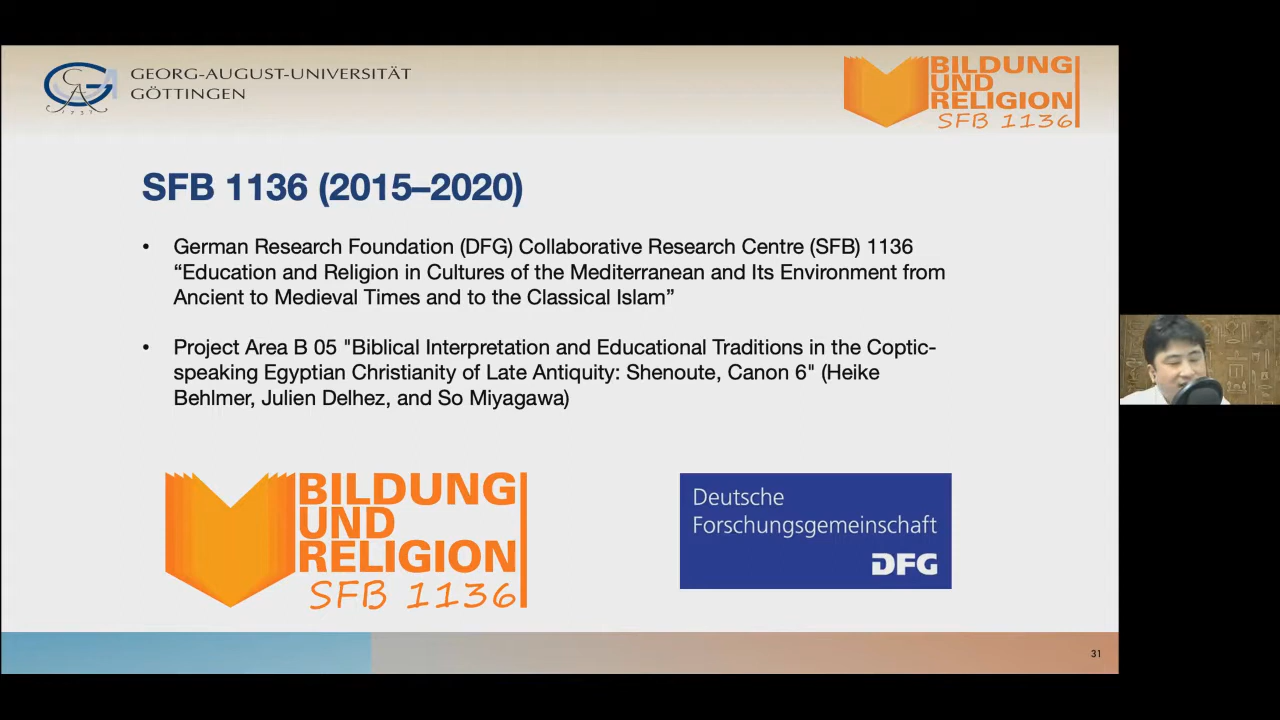 GEORG-AUGUST-UNIVERSITÄT
GÖTTINGEN
BILDUNG
UND
RELIGION
SFB 1136
SFB 1136 (2015–2020)
• German Research Foundation (DFG) Collaborative Research Centre (SFB) 1136
“Education and Religion in Cultures of the Mediterranean and Its Environment from
Ancient to Medieval Times and to the Classical Islam”
• Project Area B 05 "Biblical Interpretation and Educational Traditions in the Coptic-
speaking Egyptian Christianity of Late Antiquity: Shenoute, Canon 6" (Heike
Behlmer, Julien Delhez, and So Miyagawa)
BILDUNG
UND
RELIGION
SFB 1136
Deutsche
Forschungsgemeinschaft
DFG
31